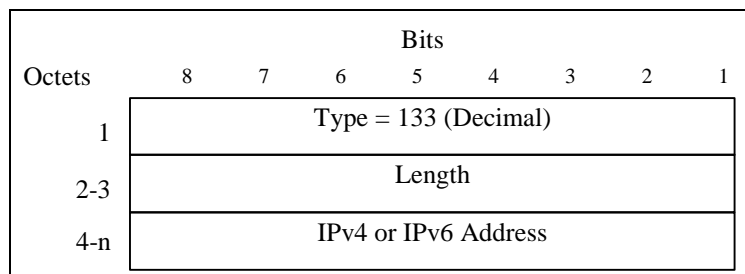 Bits
Octets 8 7 6 5 4 3 2 1
1 Type = 133 (Decimal)
2-3 Length
4-n IPv4 or IPv6 Address